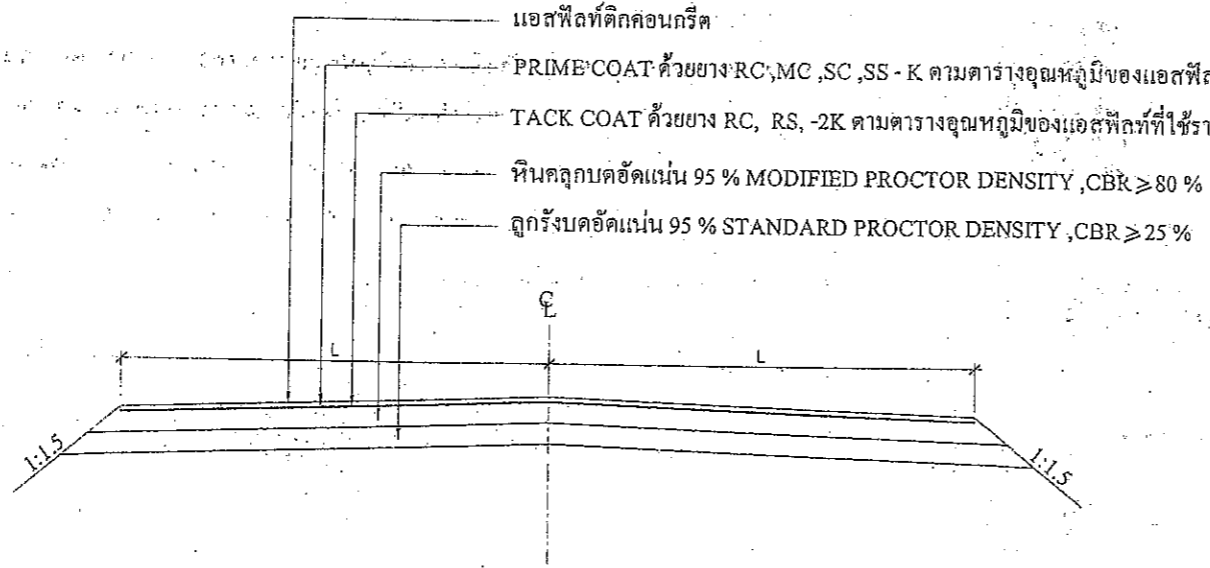 แอสฟัลท์ติกคอนกรีต
PRIME COAT ด้วยยาง RC, MC ,SC ,SS - K ตามตารางอุณหภูมิของแอสฟัล
TACK COAT ด้วยยาง RC, RS, -2K ตามตารางอุณหภูมิของแอสฟัลท์ที่ใช้รา
หินคลุกบดอัดแน่น 95 % MODIFIED PROCTOR DENSITY ,CBR ≥ 80 %
ลูกรังบดอัดแน่น 95 % STANDARD PROCTOR DENSITY ,CBR ≥ 25 %
℄
L L
1:1.5 1:1.5